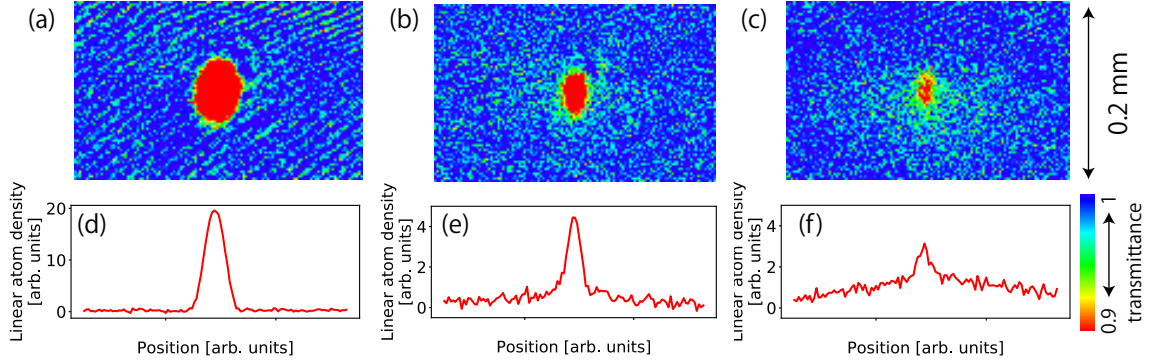 (a)
(b)
(c)
0.2 mm
Linear atom density
[arb. units]
20
10
0
(d)
Position [arb. units]
Linear atom density
[arb. units]
4
2
0
(e)
Position [arb. units]
Linear atom density
[arb. units]
4
2
0
(f)
Position [arb. units]
1
0.9
transmittance